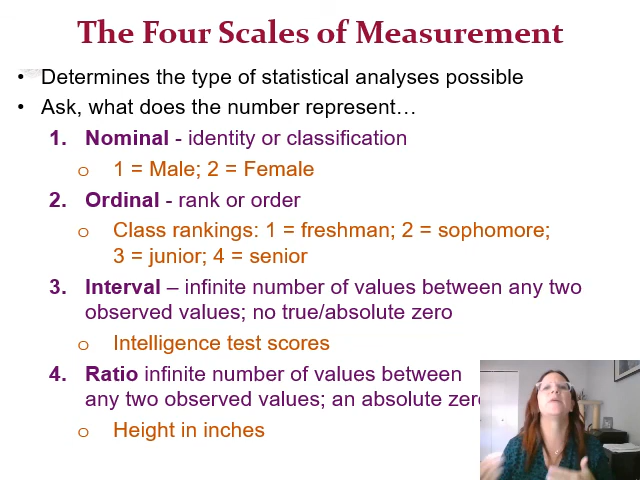 The Four Scales of Measurement
• Determines the type of statistical analyses possible
• Ask, what does the number represent…
1. Nominal - identity or classification
o 1 = Male; 2 = Female
2. Ordinal - rank or order
o Class rankings: 1 = freshman; 2 = sophomore;
3 = junior; 4 = senior
3. Interval – infinite number of values between any two
observed values; no true/absolute zero
o Intelligence test scores
4. Ratio infinite number of values between
any two observed values; an absolute zero
o Height in inches